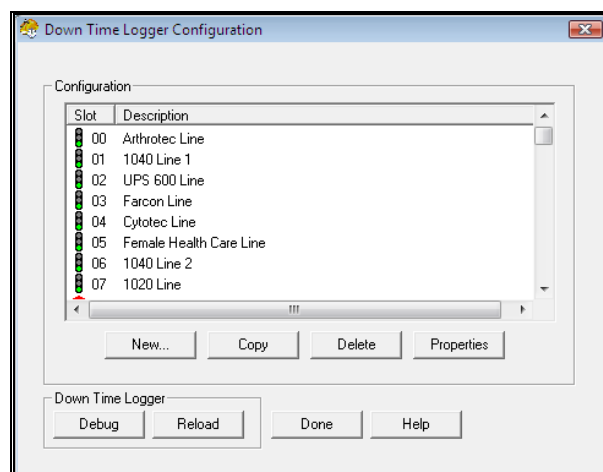 Down Time Logger Configuration
Configuration
Slot Description
00 Arthrotec Line
01 1040 Line 1
02 UPS 600 Line
03 Farcon Line
04 Cytotec Line
05 Female Health Care Line
06 1040 Line 2
07 1020 Line
New... Copy Delete Properties
Down Time Logger
Debug Reload Done Help